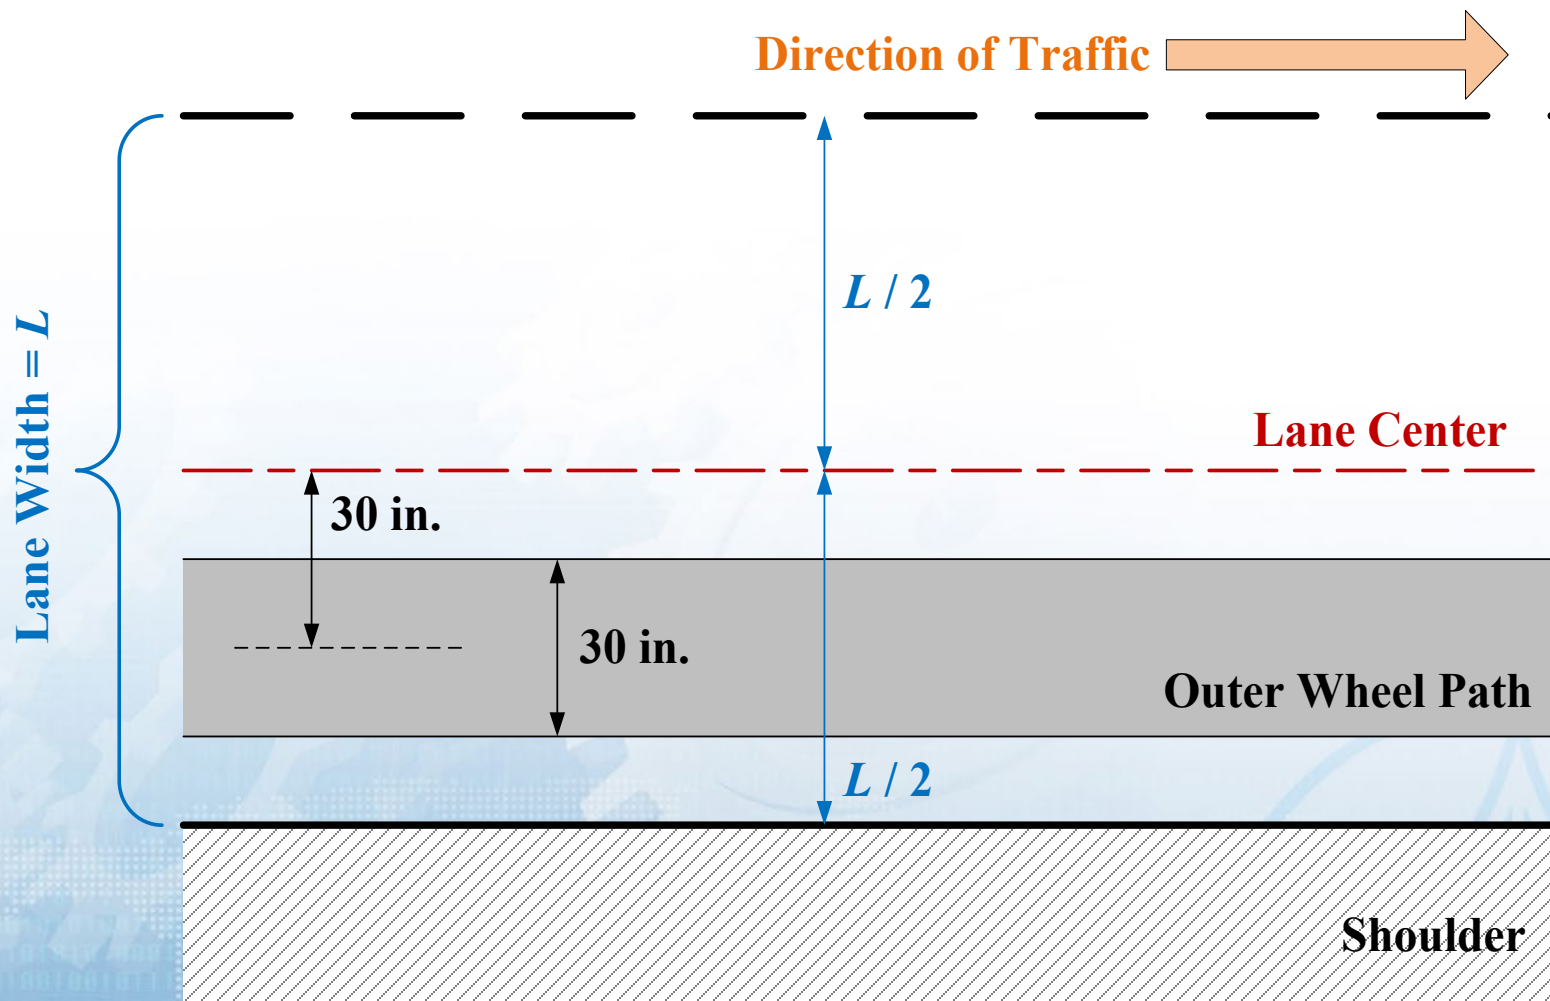 Direction of Traffic
L / 2
Lane Width = L
Lane Center
30 in.
30 in.
Outer Wheel Path
L / 2
Shoulder